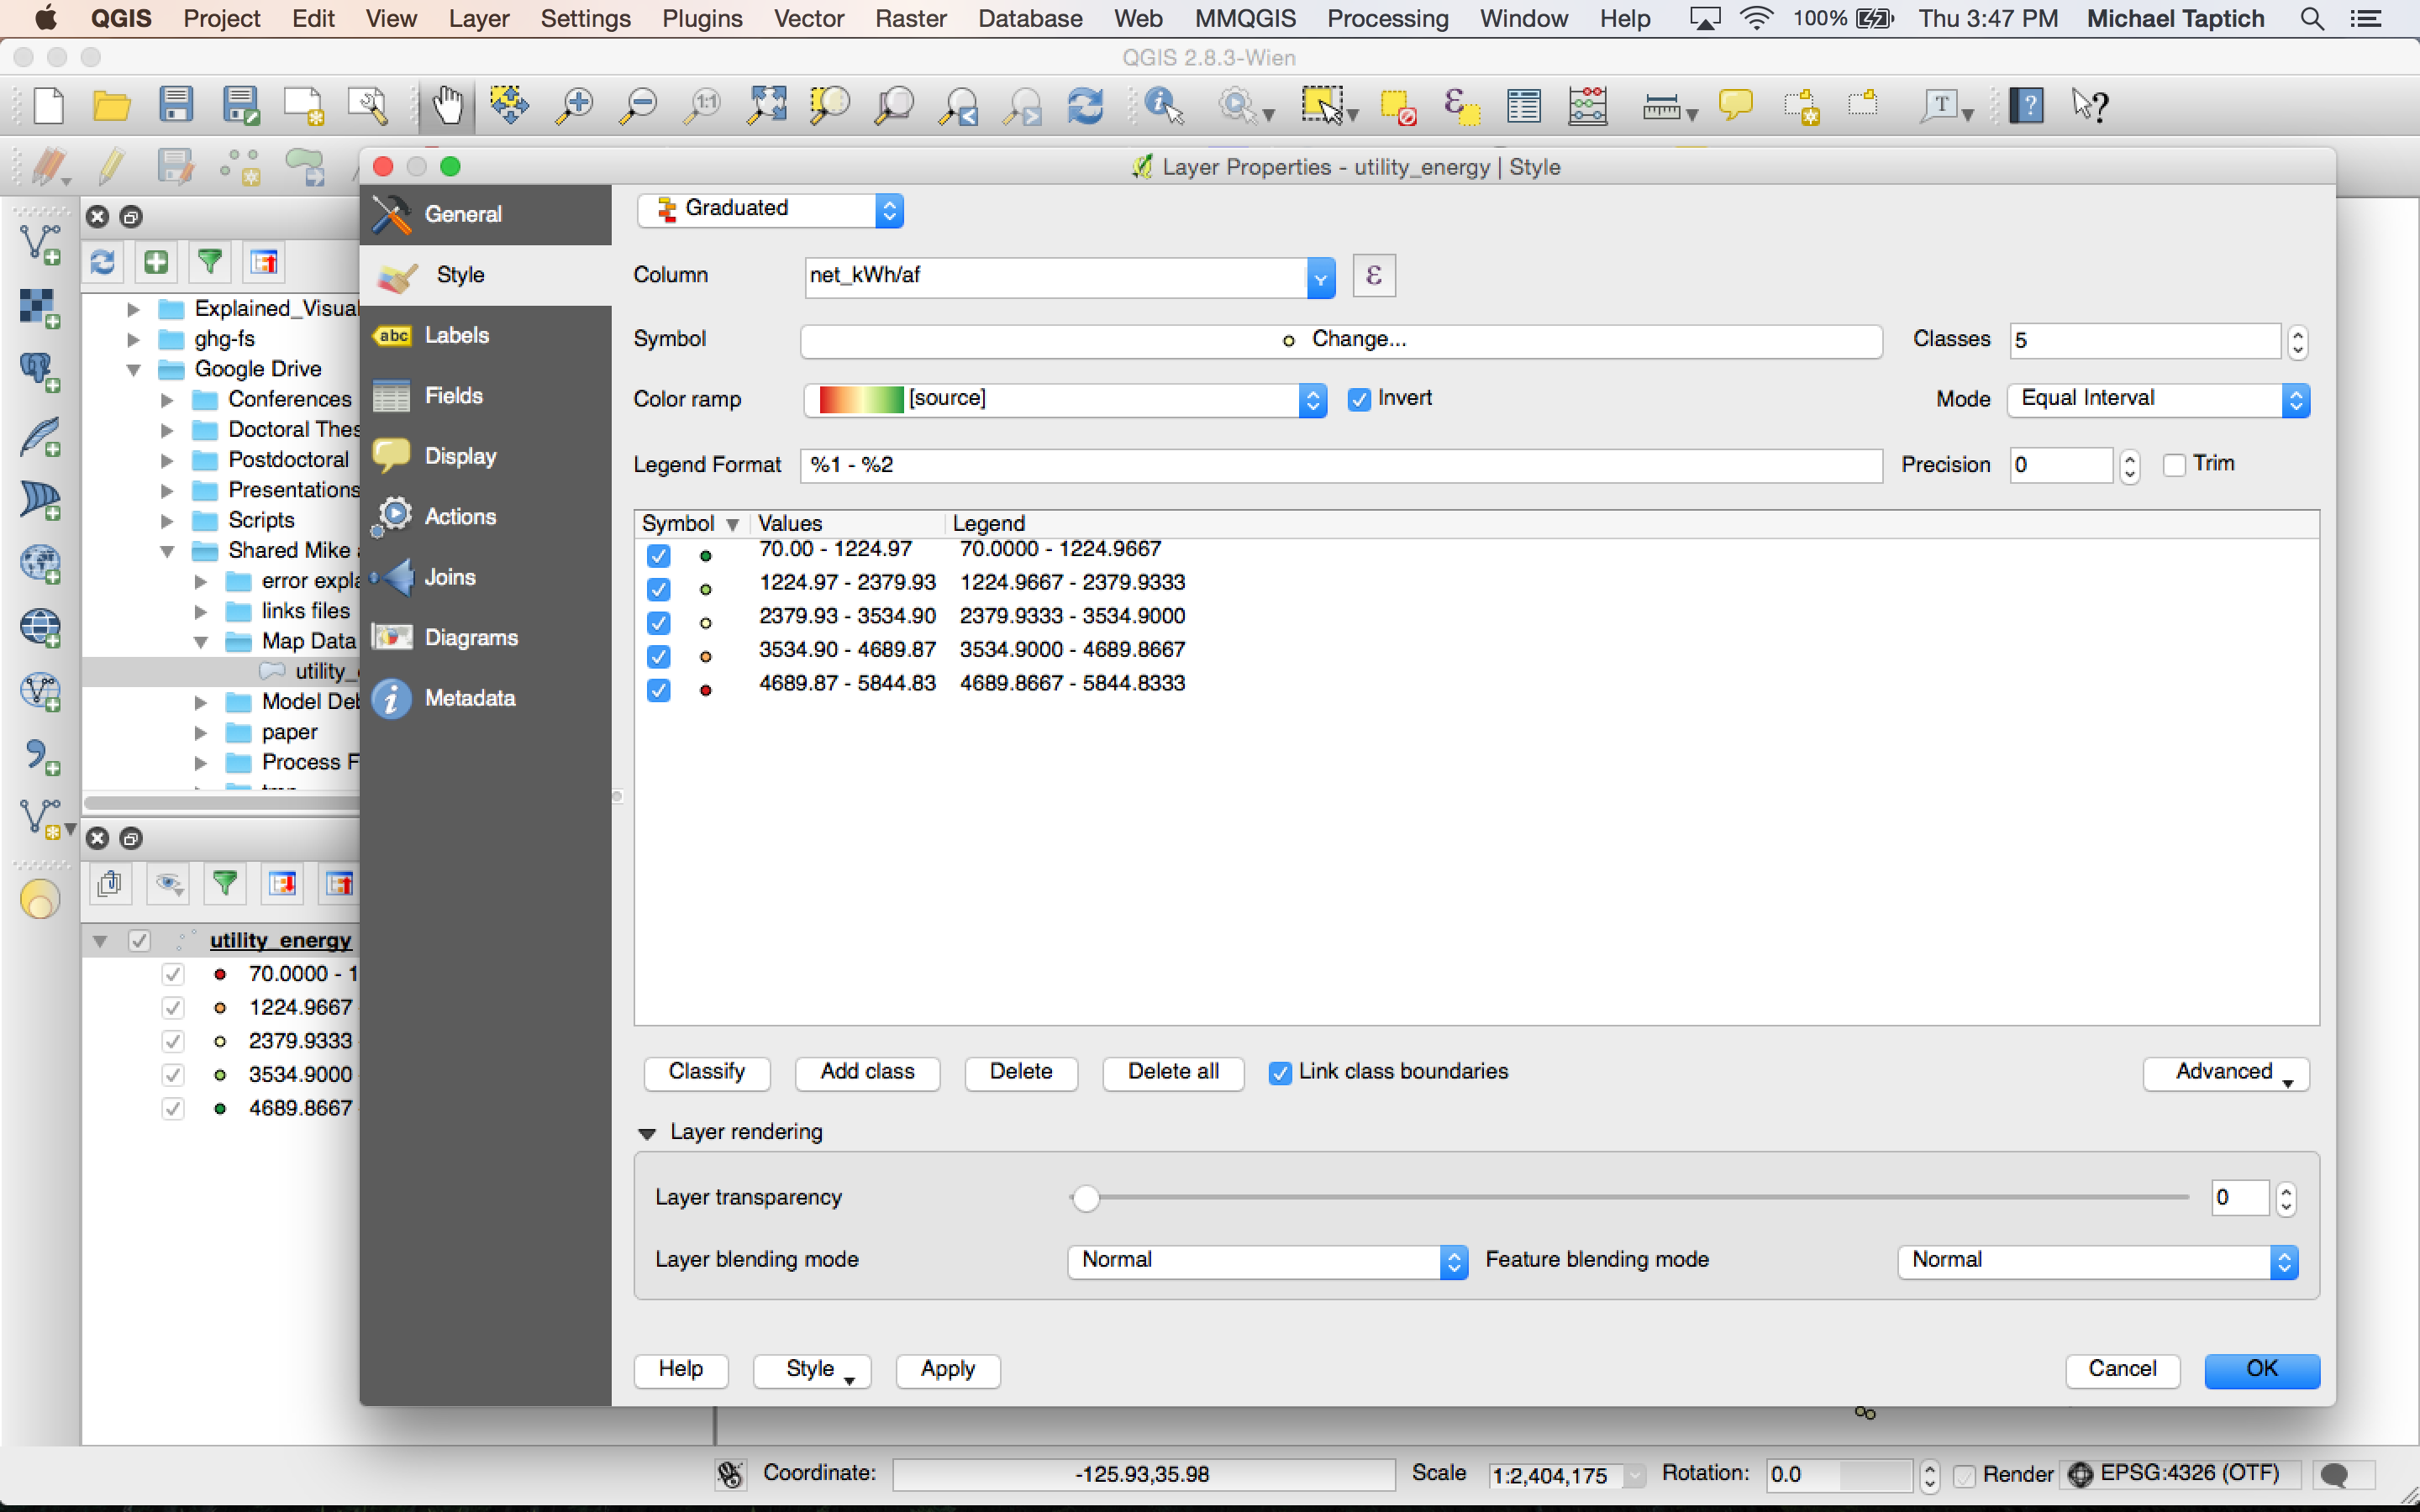 QGIS Project Edit View Layer Settings Plugins Vector Raster Database Web MMQGIS Processing Window Help 100% Thu 3:47 PM Michael Taptich
QGIS 2.8.3-Wien
1:1
T
?
?
Layer Properties - utility_energy | Style
General
Style
abc Labels
Fields
Display
Actions
Joins
Diagrams
Metadata
Explained_Visual
ghg-fs
Google Drive
Conferences
Doctoral Thes
Postdoctoral
Presentations
Scripts
Shared Mike
error expla
links files
Map Data
utility_
Model Deb
paper
Process F
utility_energy
70.0000 - 1
1224.9667
2379.9333
3534.9000
4689.8667
Graduated
Column net_kWh/af ε
Symbol Change... Classes 5
Color ramp [source] Invert Mode Equal Interval
Legend Format %1 - %2 Precision 0 Trim
Symbol Values Legend
70.00 - 1224.97 70.0000 - 1224.9667
1224.97 - 2379.93 1224.9667 - 2379.9333
2379.93 - 3534.90 2379.9333 - 3534.9000
3534.90 - 4689.87 3534.9000 - 4689.8667
4689.87 - 5844.83 4689.8667 - 5844.8333
Classify Add class Delete Delete all Link class boundaries Advanced
Layer rendering
Layer transparency 0
Layer blending mode Normal Feature blending mode Normal
Help Style Apply Cancel OK
Coordinate: -125.93,35.98 Scale 1:2,404,175 Rotation: 0.0 Render EPSG:4326 (OTF)